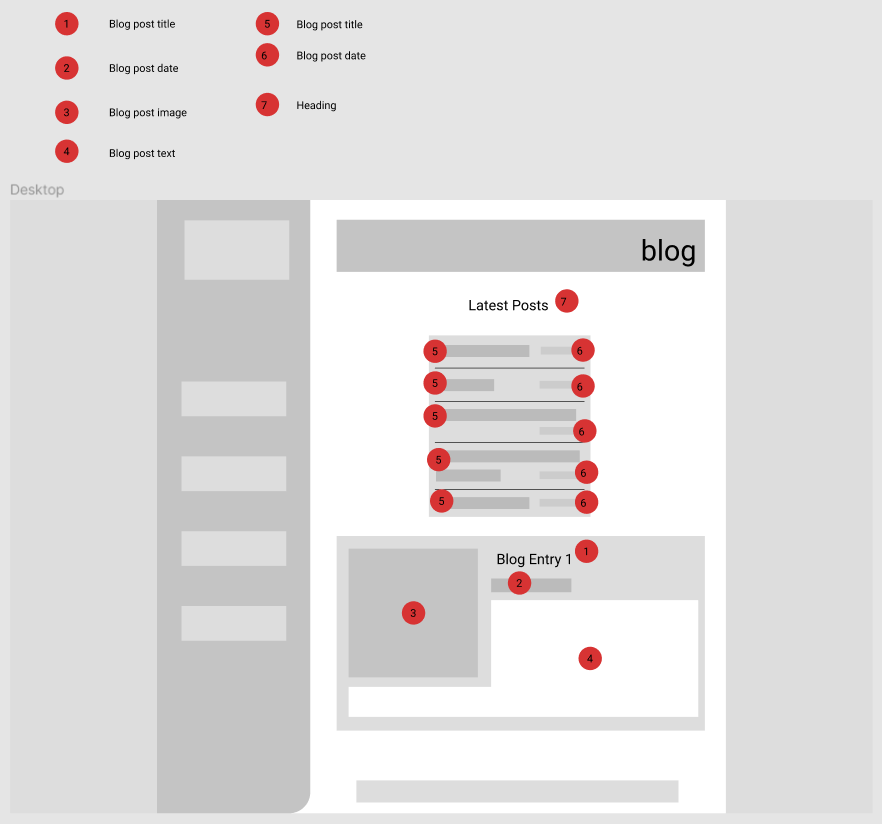 1 Blog post title
2 Blog post date
3 Blog post image
4 Blog post text
5 Blog post title
6 Blog post date
7 Heading
Desktop
blog
Latest Posts 7
5 6
5 6
5
6
5
6
5 6
Blog Entry 1 1
2
3
4